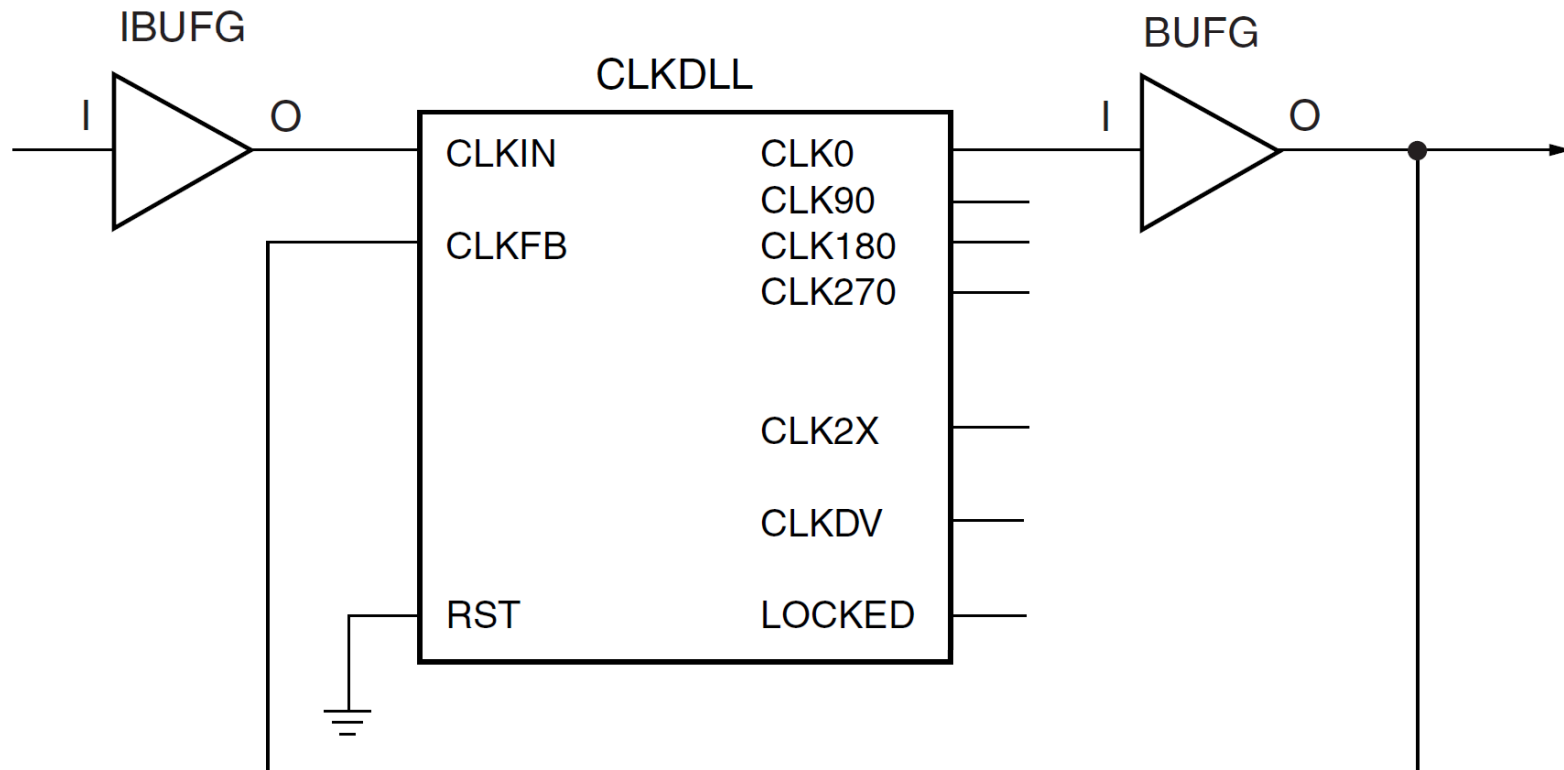 IBUFG
BUFG
CLKDLL
I
O
I
O
CLKIN
CLK0
CLK90
CLKFB
CLK180
CLK270
CLK2X
CLKDV
RST
LOCKED